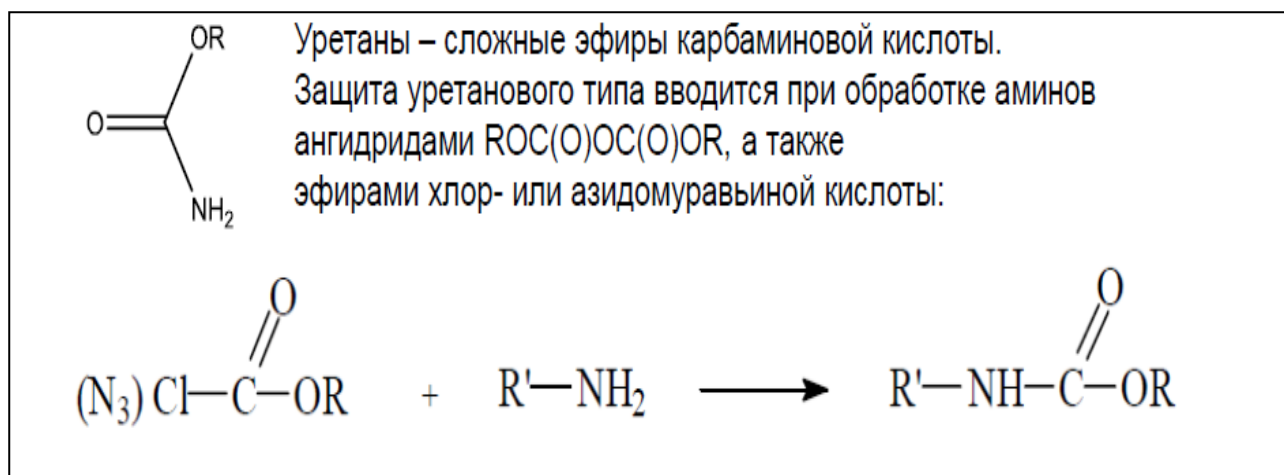 OR
Уретаны – сложные эфиры карбаминовой кислоты.
Защита уретанового типа вводится при обработке аминов
ангидридами ROC(O)OC(O)OR, а также
эфирами хлор- или азидомуравьиной кислоты:
O
NH₂
O
O
(N₃) Cl—C—OR + R'—NH₂ R'—NH—C—OR